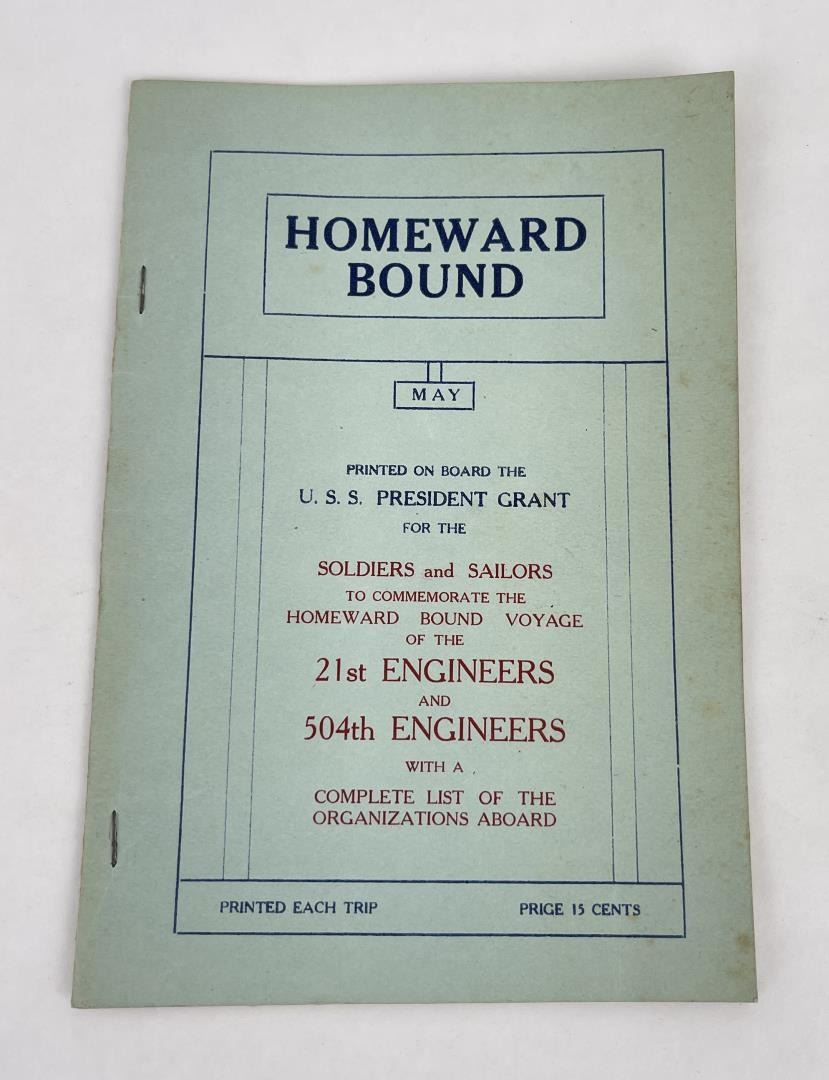 HOMEWARD
BOUND
MAY
PRINTED ON BOARD THE
U. S. S. PRESIDENT GRANT
FOR THE
SOLDIERS and SAILORS
TO COMMEMORATE THE
HOMEWARD BOUND VOYAGE
OF THE
21st ENGINEERS
AND
504th ENGINEERS
WITH A
COMPLETE LIST OF THE
ORGANIZATIONS ABOARD
PRINTED EACH TRIP
PRICE 15 CENTS